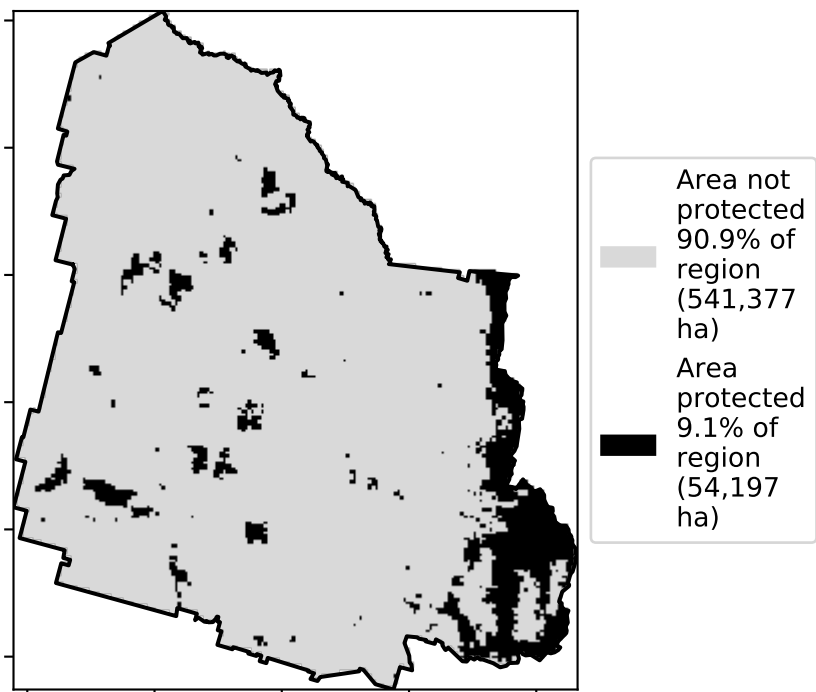 Area not
protected
90.9% of
region
(541,377
ha)
Area
protected
9.1% of
region
(54,197
ha)